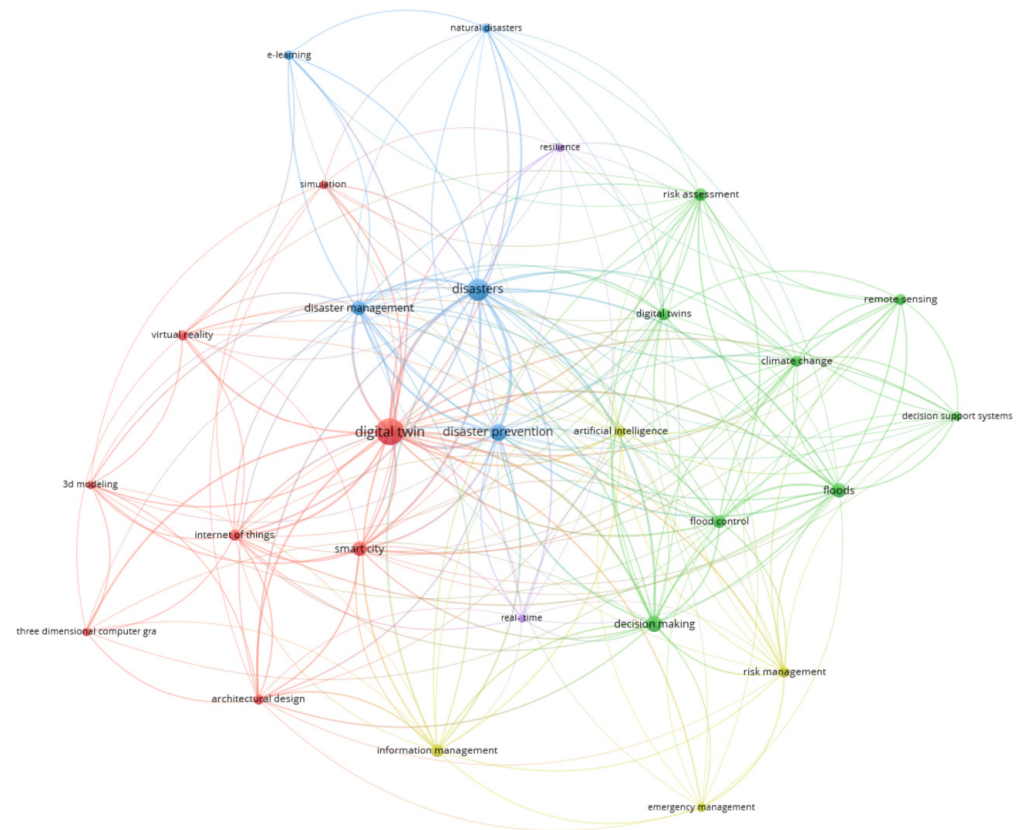 natural disasters
e-learning
resilience
simulation
risk assessment
disasters
remote sensing
disaster management
digital twins
virtual reality
climate change
decision support systems
digital twin
disaster prevention
artificial intelligence
3d modeling
floods
flood control
internet of things
smart city
real-time
decision making
three dimensional computer gra
risk management
architectural design
information management
emergency management